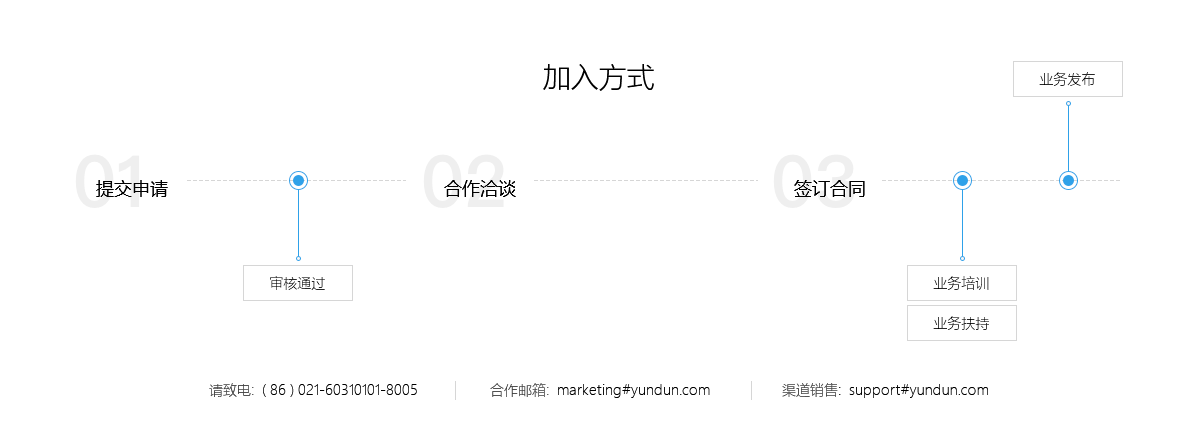 加入方式
业务发布
01
提交申请
02
合作洽谈
03
签订合同
审核通过
业务培训
业务扶持
请致电: ( 86 ) 021-60310101-8005
合作邮箱: marketing#yundun.com
渠道销售: support#yundun.com